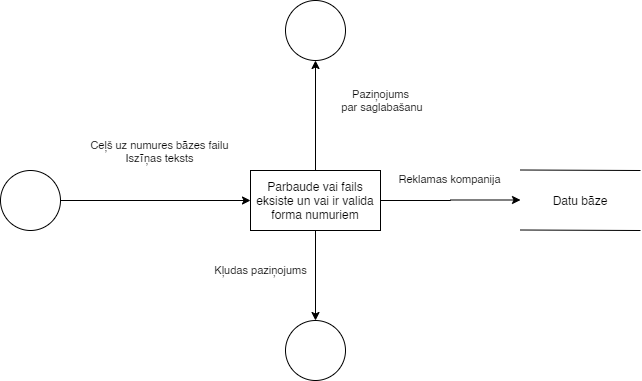 Paziņojums
par saglabašanu
Ceļš uz numures bāzes failu
Iszīņas teksts
Parbaude vai fails
eksiste un vai ir valida
forma numuriem
Reklamas kompanija
Datu bāze
Kļudas paziņojums